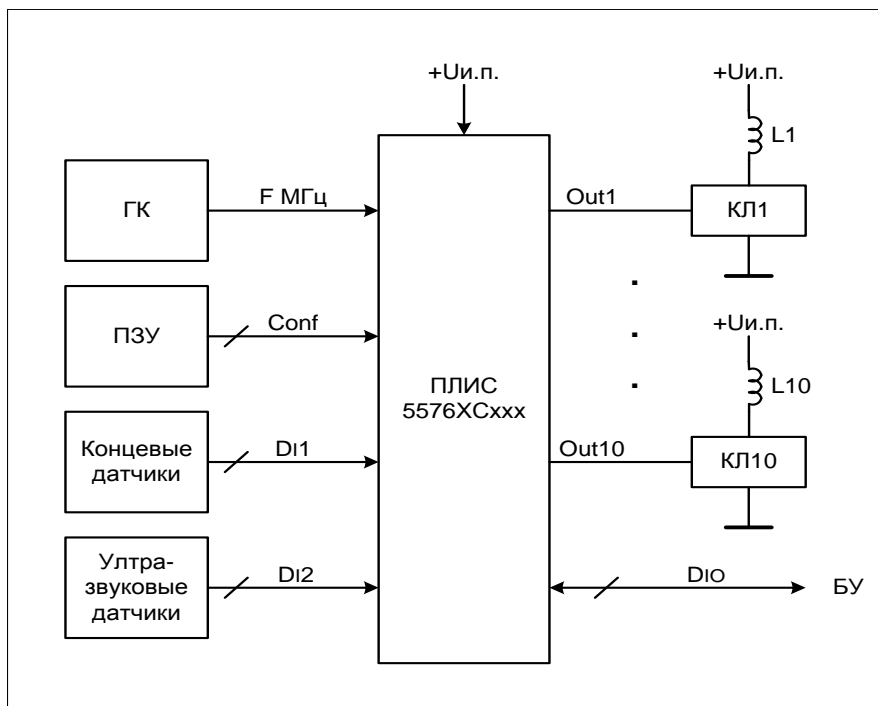 +Uи.п.
+Uи.п.
L1
ГК
F МГц
Out1
КЛ1
ПЗУ
Conf
+Uи.п.
L10
ПЛИС
5576ХСххх
Концевые
датчики
DI1
Out10
КЛ10
Ултра-
звуковые
датчики
DI2
DIO
БУ